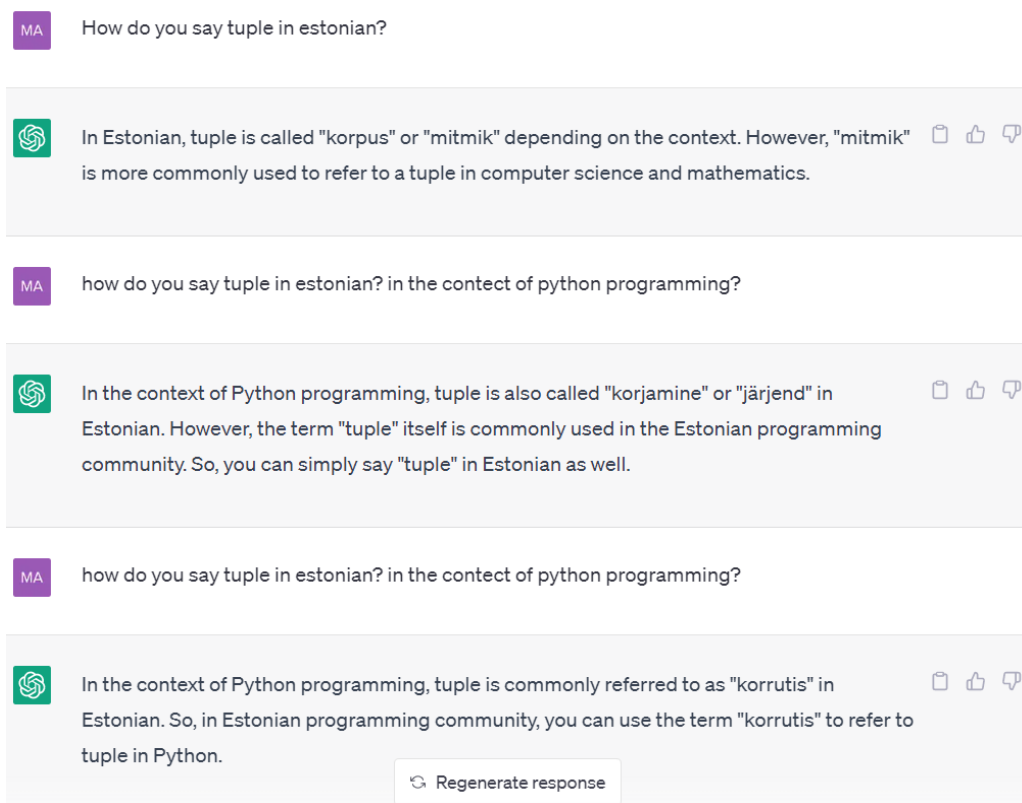 MA
How do you say tuple in estonian?
In Estonian, tuple is called "korpus" or "mitmik" depending on the context. However, "mitmik"
is more commonly used to refer to a tuple in computer science and mathematics.
MA
how do you say tuple in estonian? in the contect of python programming?
In the context of Python programming, tuple is also called "korjamine" or "järjend" in
Estonian. However, the term "tuple" itself is commonly used in the Estonian programming
community. So, you can simply say "tuple" in Estonian as well.
MA
how do you say tuple in estonian? in the contect of python programming?
In the context of Python programming, tuple is commonly referred to as "korrutis" in
Estonian. So, in Estonian programming community, you can use the term "korrutis" to refer to
tuple in Python.
Regenerate response